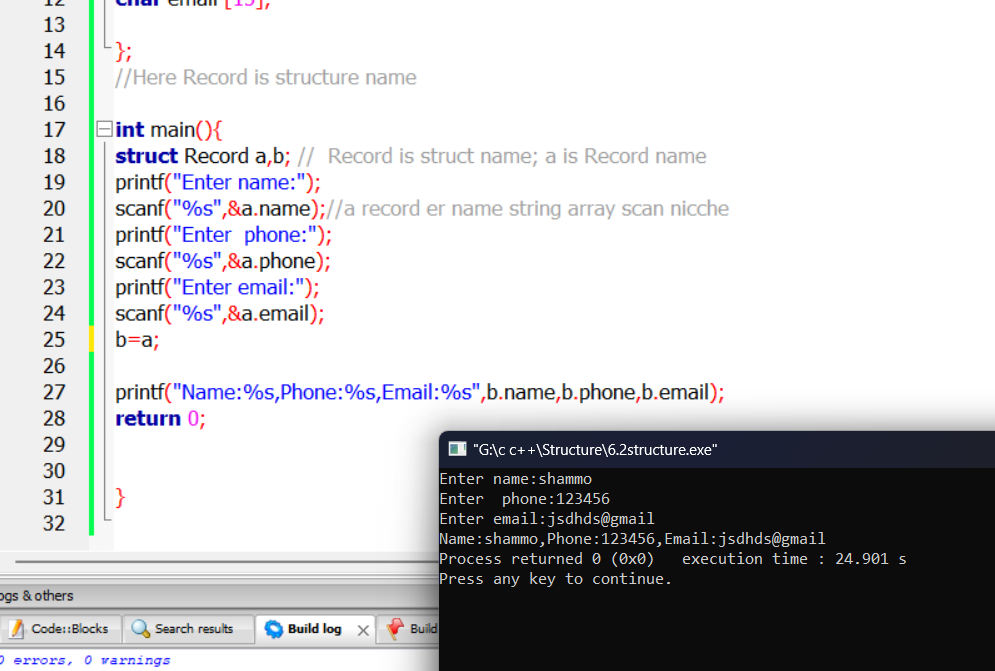 12 char email [15];
13
14 };
15 //Here Record is structure name
16
17 int main(){
18 struct Record a,b; //  Record is struct name; a is Record name
19 printf("Enter name:");
20 scanf("%s",&a.name);//a record er name string array scan nicche
21 printf("Enter  phone:");
22 scanf("%s",&a.phone);
23 printf("Enter email:");
24 scanf("%s",&a.email);
25 b=a;
26
27 printf("Name:%s,Phone:%s,Email:%s",b.name,b.phone,b.email);
28 return 0;
29
30
31 }
32
"G:\c c++\Structure\6.2structure.exe"
Enter name:shammo
Enter  phone:123456
Enter email:jsdhds@gmail
Name:shammo,Phone:123456,Email:jsdhds@gmail
Process returned 0 (0x0)   execution time : 24.901 s
Press any key to continue.
ogs & others
Code::Blocks Search results Build log Build
0 errors, 0 warnings